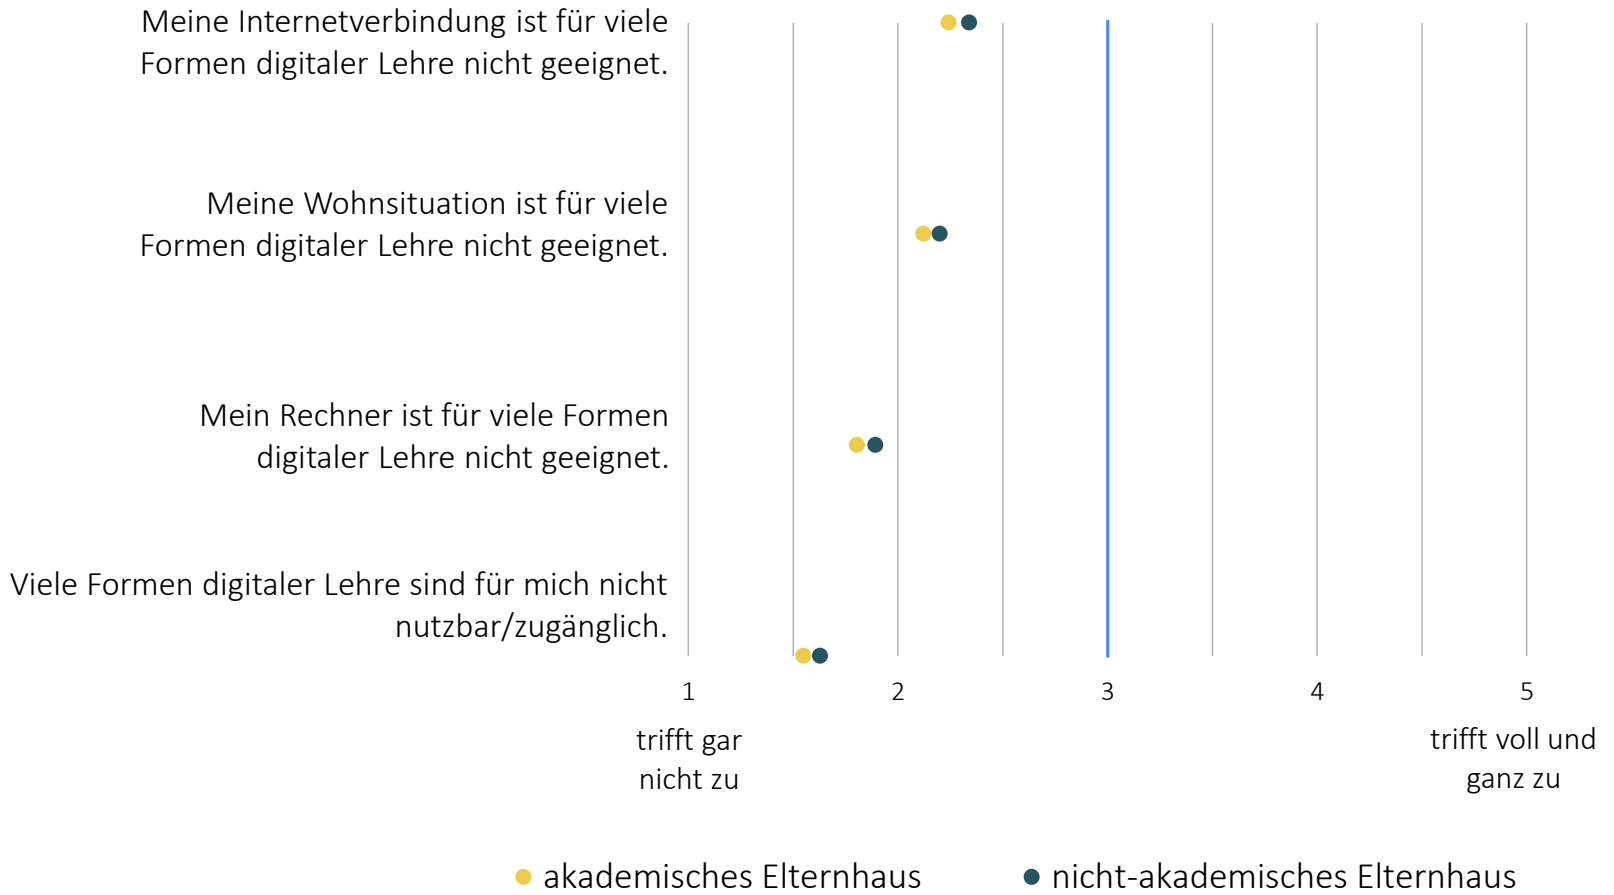 Meine Internetverbindung ist für viele
Formen digitaler Lehre nicht geeignet.
Meine Wohnsituation ist für viele
Formen digitaler Lehre nicht geeignet.
Mein Rechner ist für viele Formen
digitaler Lehre nicht geeignet.
Viele Formen digitaler Lehre sind für mich nicht
nutzbar/zugänglich.
1 2 3 4 5
trifft gar
nicht zu
trifft voll und
ganz zu
akademisches Elternhaus
nicht-akademisches Elternhaus